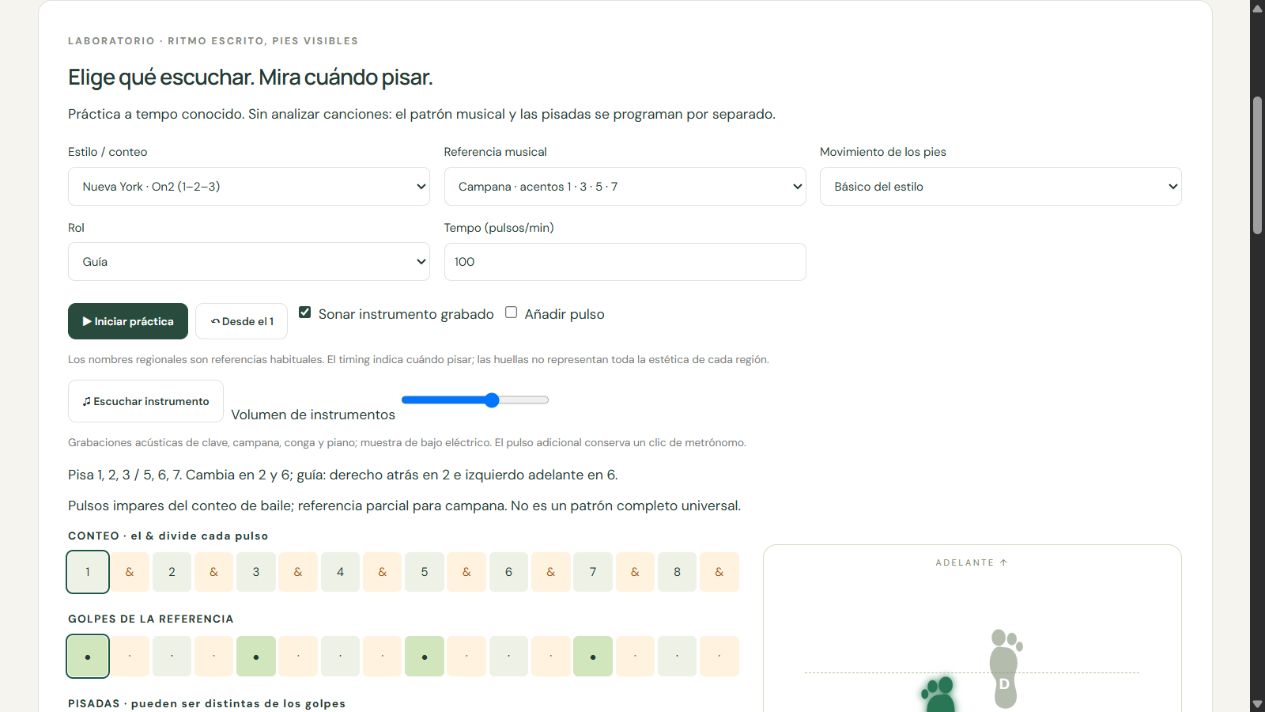 LABORATORIO · RITMO ESCRITO, PIES VISIBLES
Elige qué escuchar. Mira cuándo pisar.
Práctica a tempo conocido. Sin analizar canciones: el patrón musical y las pisadas se programan por separado.
Estilo / conteo
Referencia musical
Movimiento de los pies
Nueva York · On2 (1–2–3)
Campana · acentos 1 · 3 · 5 · 7
Básico del estilo
Rol
Tempo (pulsos/min)
Guía
100
▶ Iniciar práctica
↶ Desde el 1
Sonar instrumento grabado
Añadir pulso
Los nombres regionales son referencias habituales. El timing indica cuándo pisar; las huellas no representan toda la estética de cada región.
♫ Escuchar instrumento
Volumen de instrumentos
Grabaciones acústicas de clave, campana, conga y piano; muestra de bajo eléctrico. El pulso adicional conserva un clic de metrónomo.
Pisa 1, 2, 3 / 5, 6, 7. Cambia en 2 y 6; guía: derecho atrás en 2 e izquierdo adelante en 6.
Pulsos impares del conteo de baile; referencia parcial para campana. No es un patrón completo universal.
CONTEO · el & divide cada pulso
1 & 2 & 3 & 4 & 5 & 6 & 7 & 8 &
GOLPES DE LA REFERENCIA
● · · · ● · · · ● · · · ● · · ·
PISADAS · pueden ser distintas de los golpes
ADELANTE ↑
D